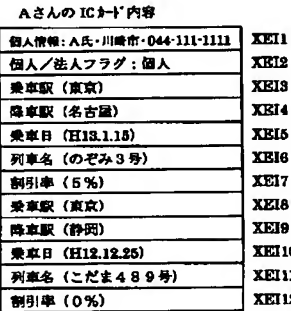 Aさんの ICｶｰﾄﾞ内容
個人情報：A氏・川崎市・044-111-1111 XEI1
個人／法人フラグ：個人 XEI2
乗車駅（東京） XEI3
降車駅（名古屋） XEI4
乗車日（H13.1.15） XEI5
列車名（のぞみ3号） XEI6
割引率（5%） XEI7
乗車駅（東京） XEI8
降車駅（静岡） XEI9
乗車日（H12.12.25） XEI10
列車名（こだま489号） XEI11
割引率（0%） XEI12